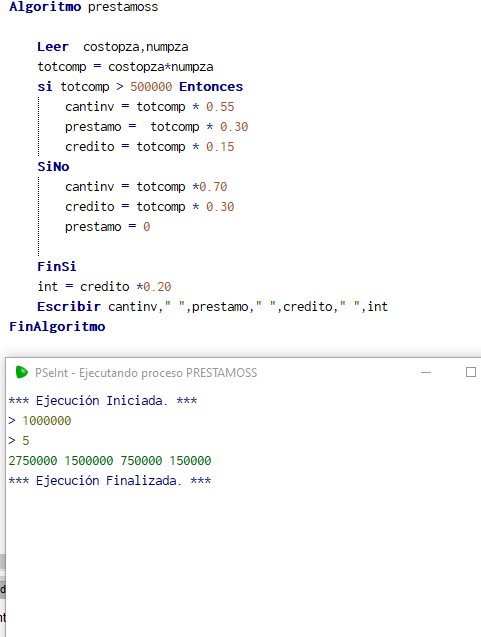 Algoritmo prestamoss
Leer costopza,numpza
totcomp = costopza*numpza
si totcomp > 500000 Entonces
cantinv = totcomp * 0.55
prestamo = totcomp * 0.30
credito = totcomp * 0.15
SiNo
cantinv = totcomp *0.70
credito = totcomp * 0.30
prestamo = 0
FinSi
int = credito *0.20
Escribir cantinv," ",prestamo," ",credito," ",int
FinAlgoritmo
PSeInt - Ejecutando proceso PRESTAMOSS
*** Ejecución Iniciada. ***
> 1000000
> 5
2750000 1500000 750000 150000
*** Ejecución Finalizada. ***